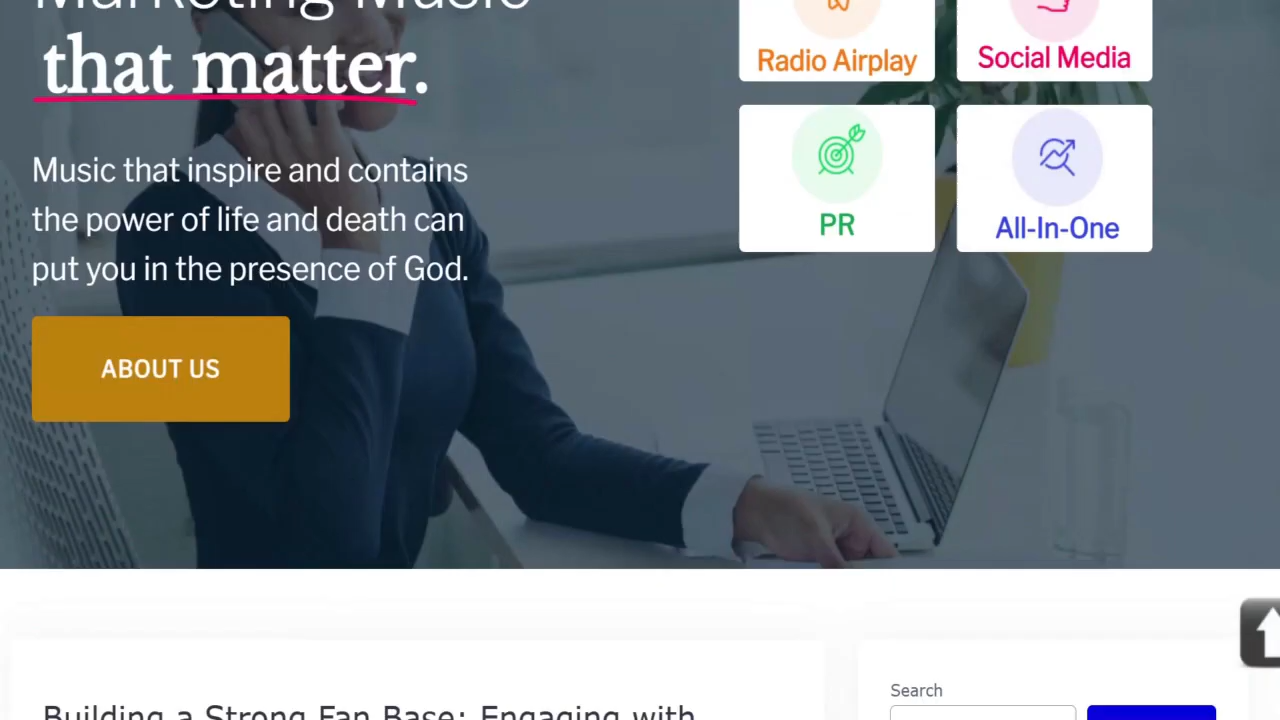 Marketing Music
that matter.
Music that inspire and contains
the power of life and death can
put you in the presence of God.
ABOUT US
Radio Airplay
Social Media
PR
All-In-One
Building a Strong Fan Base: Engaging with
Search